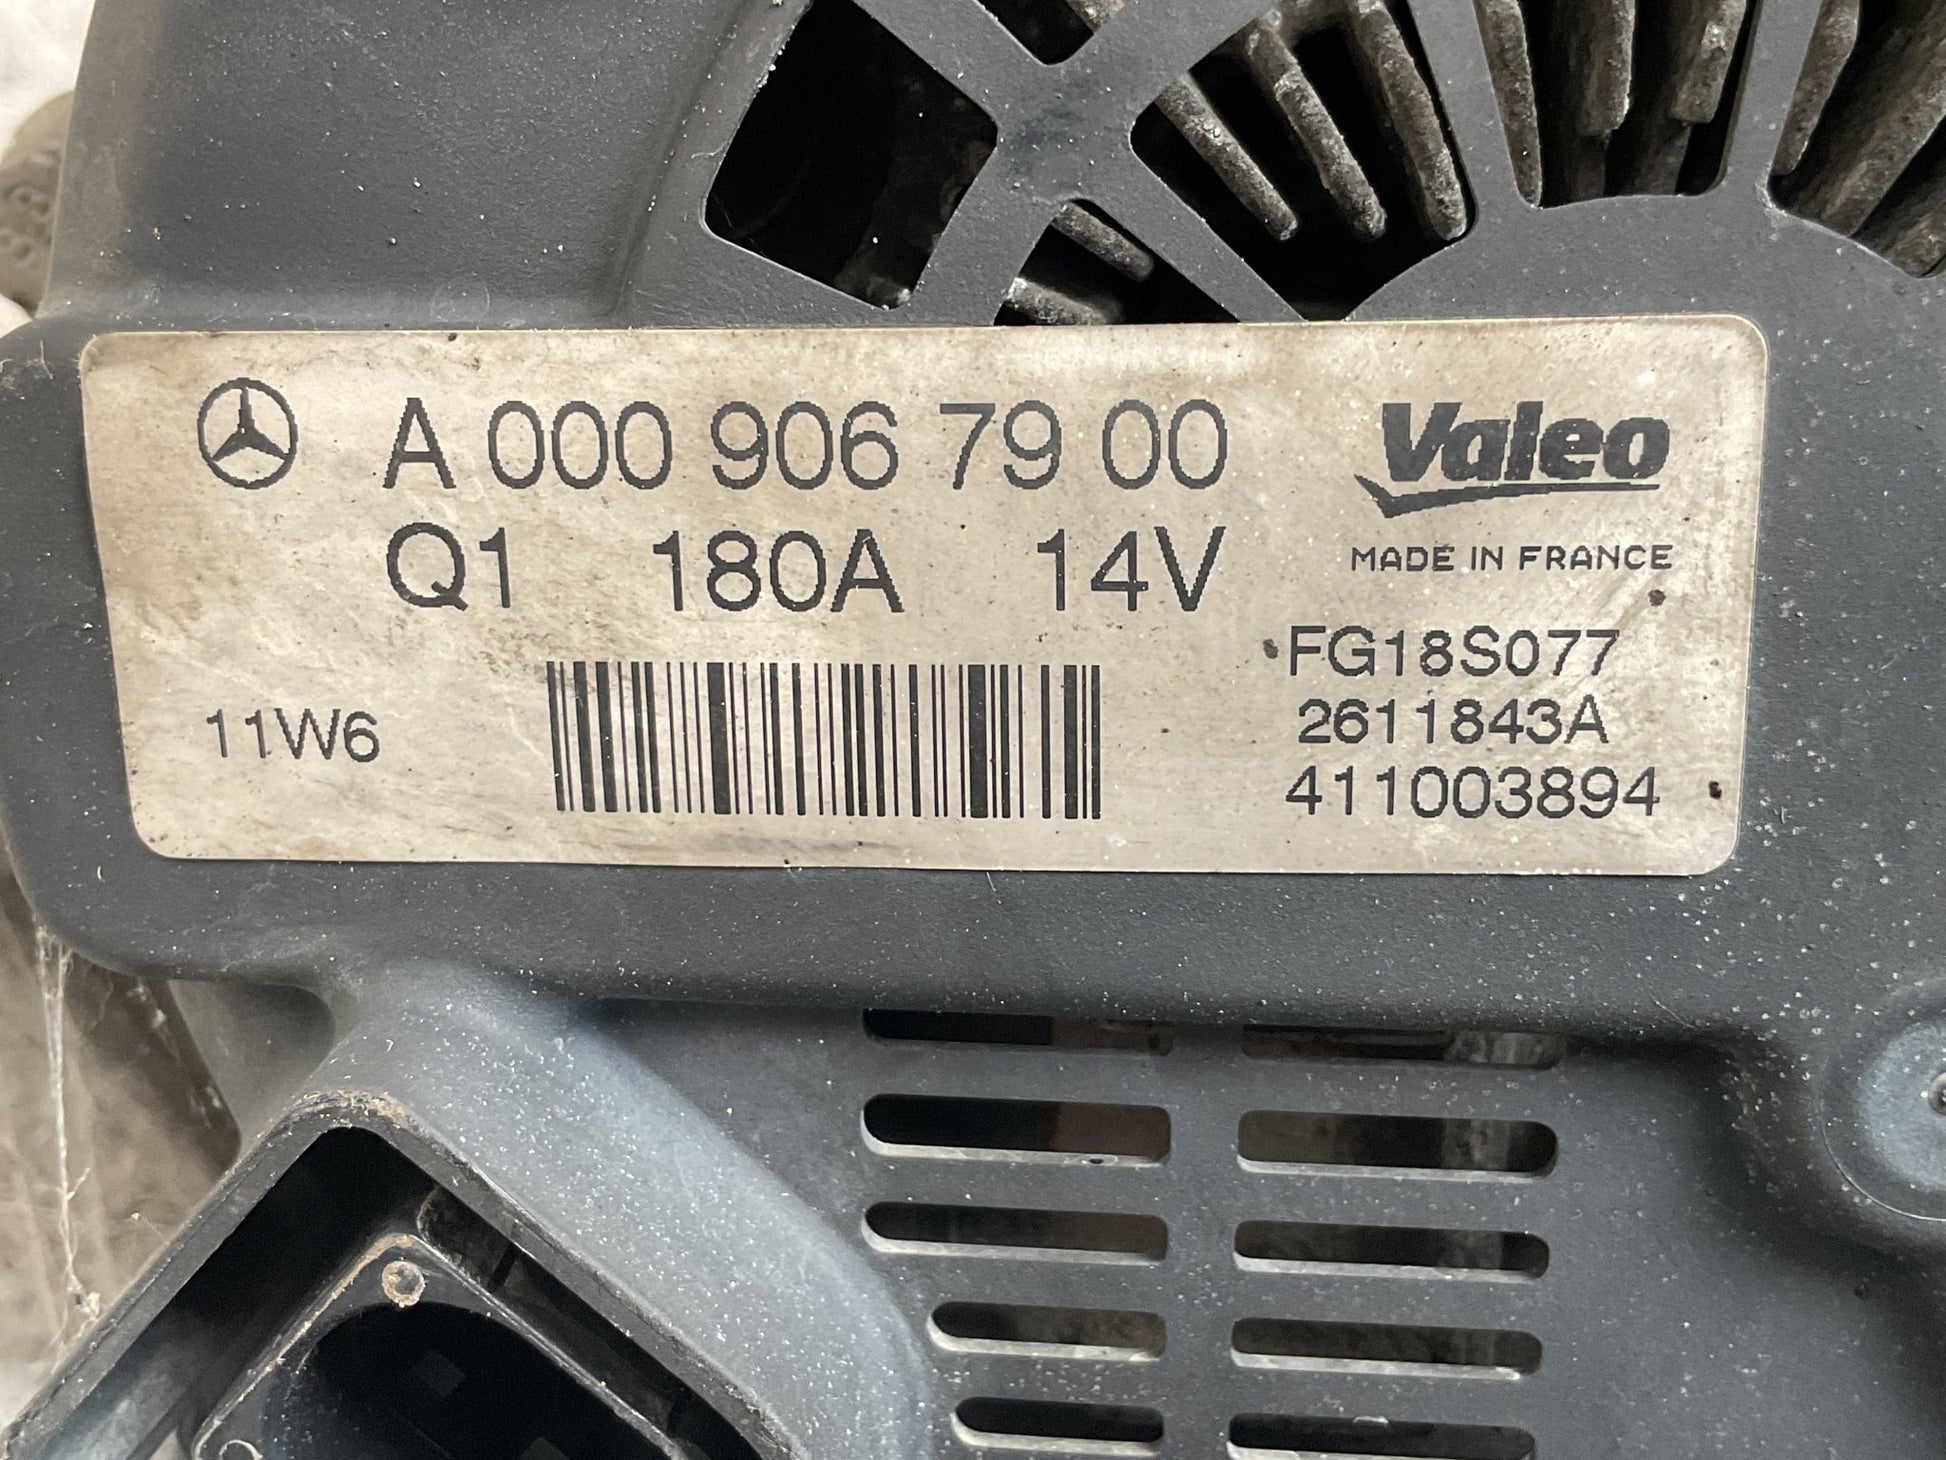 A 000 906 79 00
Q1 180A 14V
Valeo
MADE IN FRANCE
FG18S077
2611843A
411003894
11W6